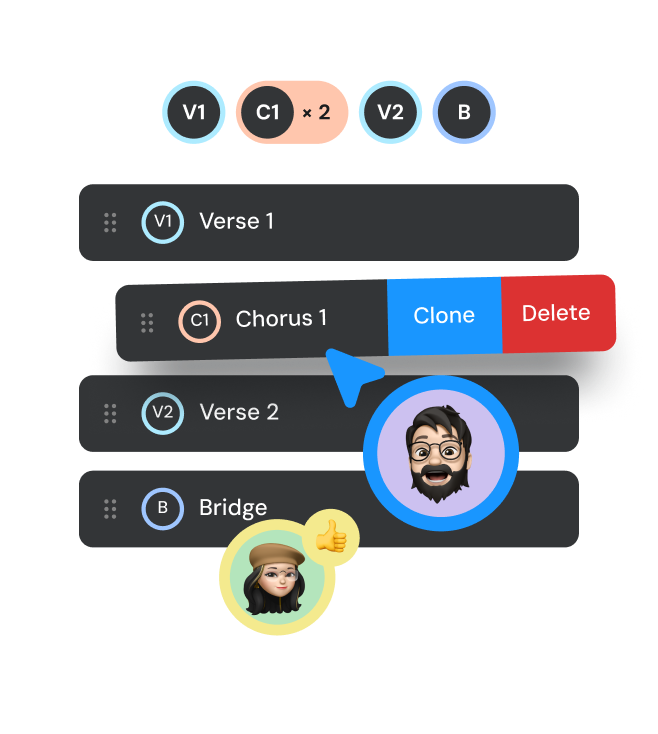 V1 C1 × 2 V2 B
V1 Verse 1
C1 Chorus 1 Clone Delete
V2 Verse 2
B Bridge